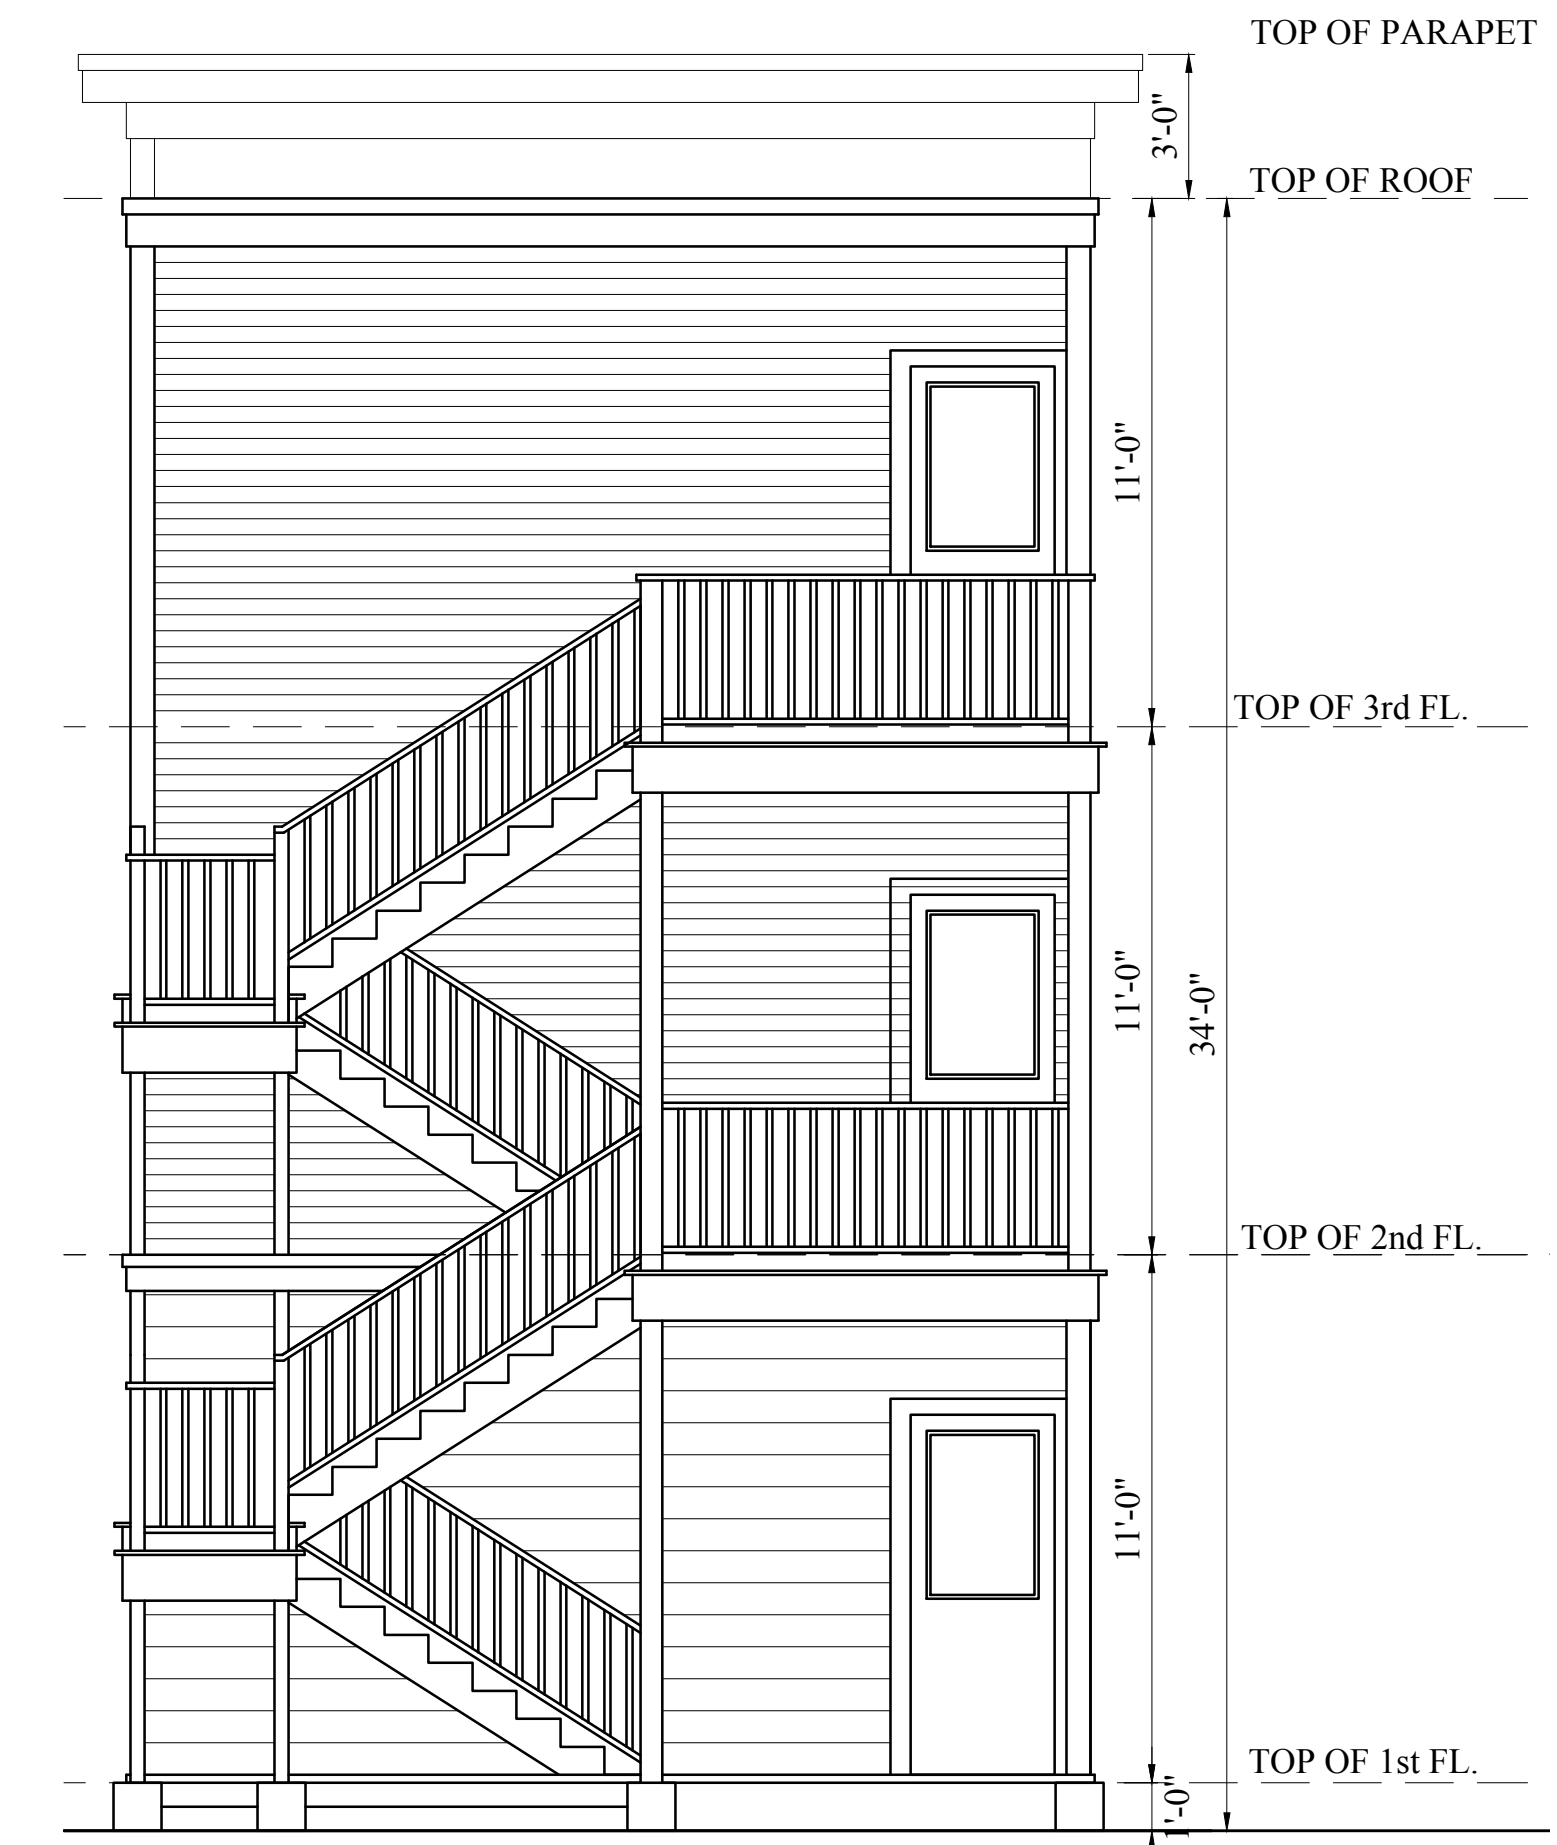 TOP OF PARAPET
3'-0"
TOP OF ROOF
11'-0"
TOP OF 3rd FL.
11'-0"
34'-0"
TOP OF 2nd FL.
11'-0"
TOP OF 1st FL.
1'-0"